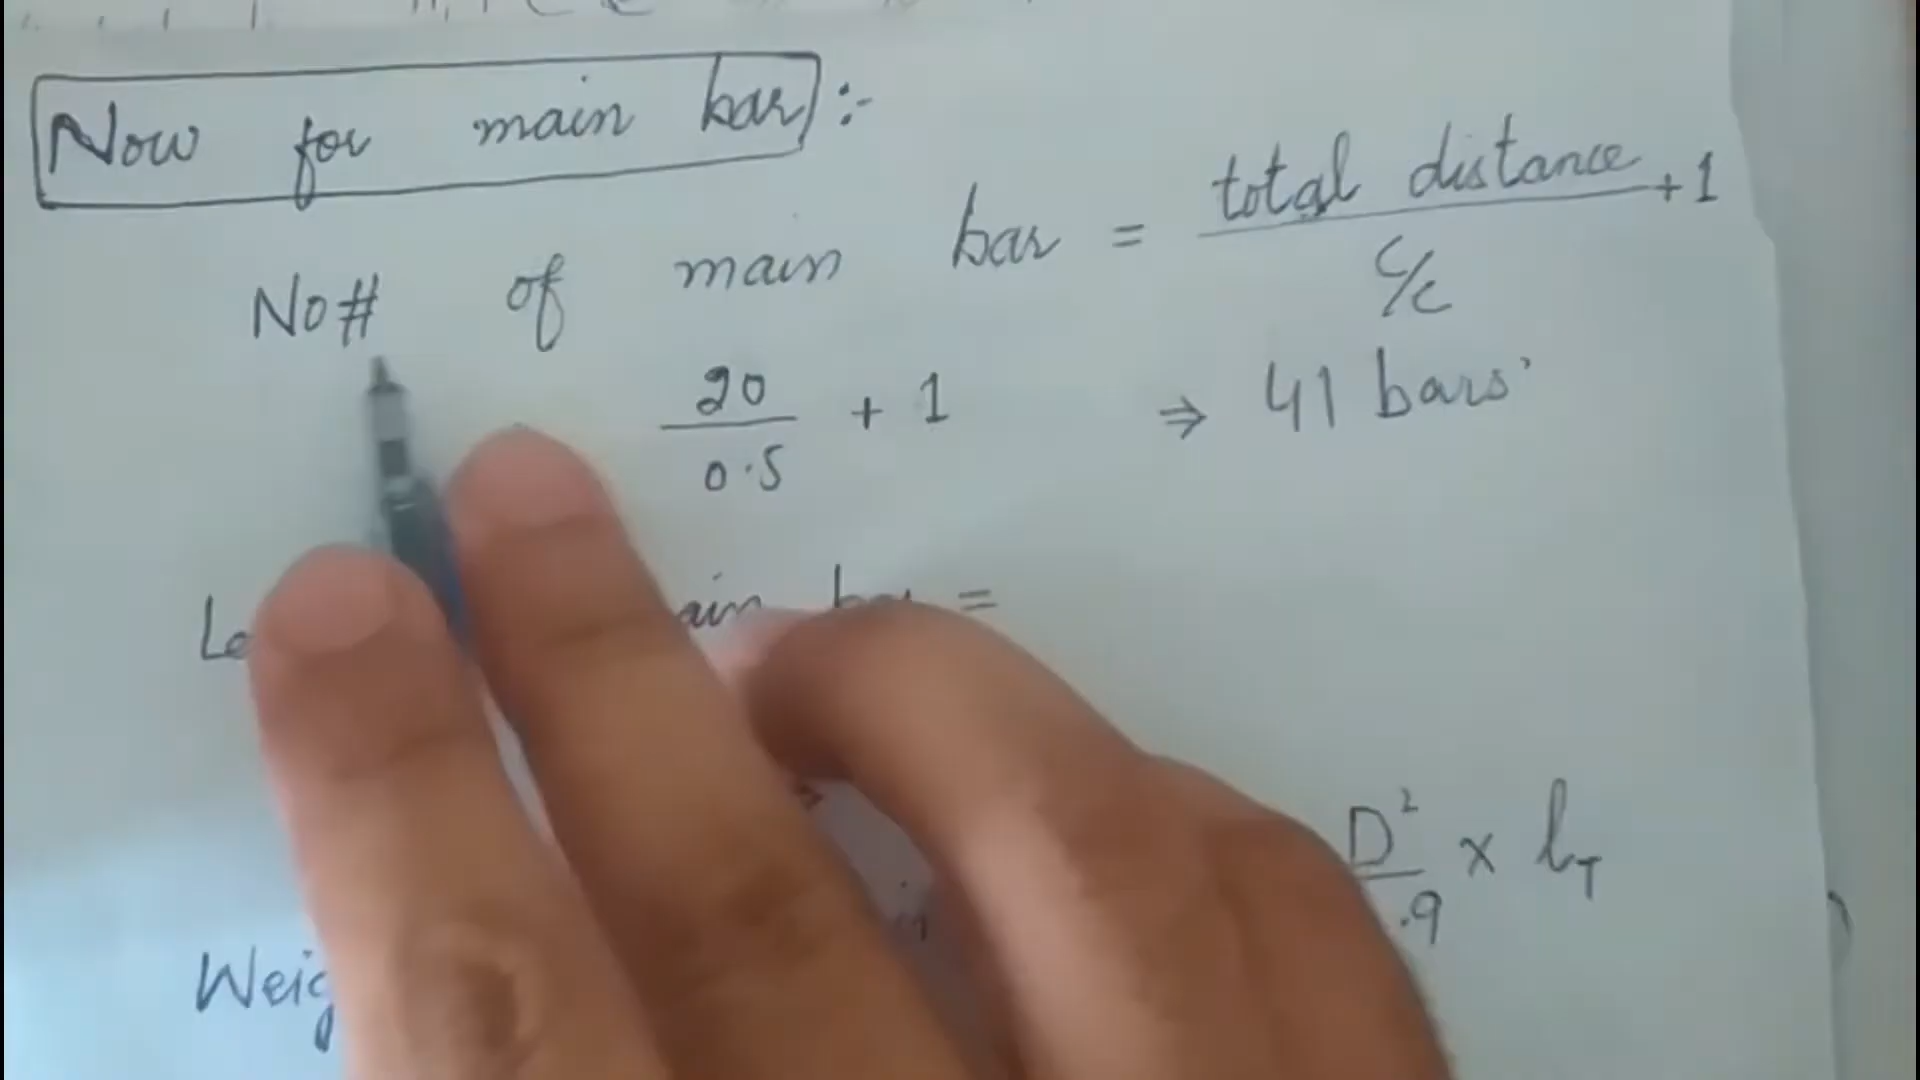 Now for main bar :-
No# of main bar = total distance / c/c + 1
20 / 0.5 + 1 ⇒ 41 bars
=
D² / .9 × l_T